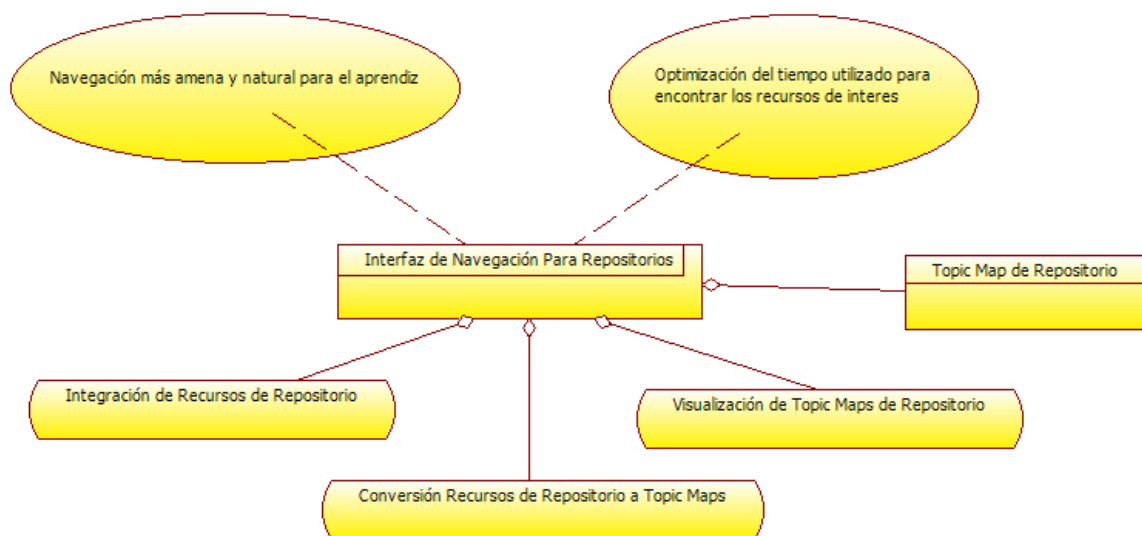 Navegación más amena y natural para el aprendiz
Optimización del tiempo utilizado para
encontrar los recursos de interes
Interfaz de Navegación Para Repositorios
Topic Map de Repositorio
Integración de Recursos de Repositorio
Visualización de Topic Maps de Repositorio
Conversión Recursos de Repositorio a Topic Maps